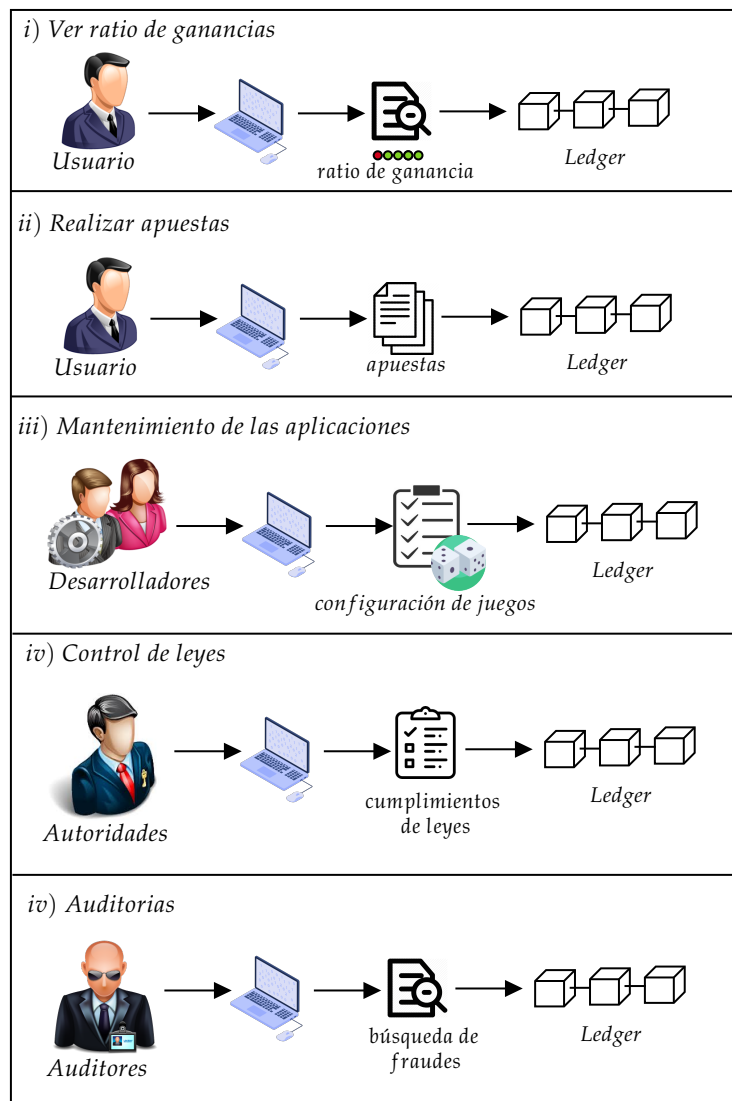 i) Ver ratio de ganancias
Usuario
ratio de ganancia
Ledger
ii) Realizar apuestas
Usuario
apuestas
Ledger
iii) Mantenimiento de las aplicaciones
Desarrolladores
configuración de juegos
Ledger
iv) Control de leyes
Autoridades
cumplimientos
de leyes
Ledger
iv) Auditorias
Auditores
búsqueda de
fraudes
Ledger